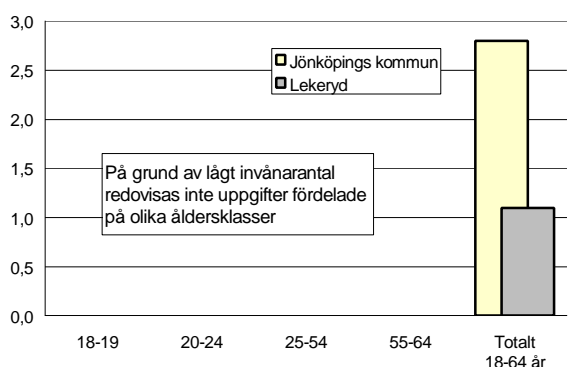 3,0
2,5
2,0
1,5
1,0
0,5
0,0
Jönköpings kommun
Lekeryd
På grund av lågt invånarantal
redovisas inte uppgifter fördelade
på olika åldersklasser
18-19 20-24 25-54 55-64 Totalt
18-64 år